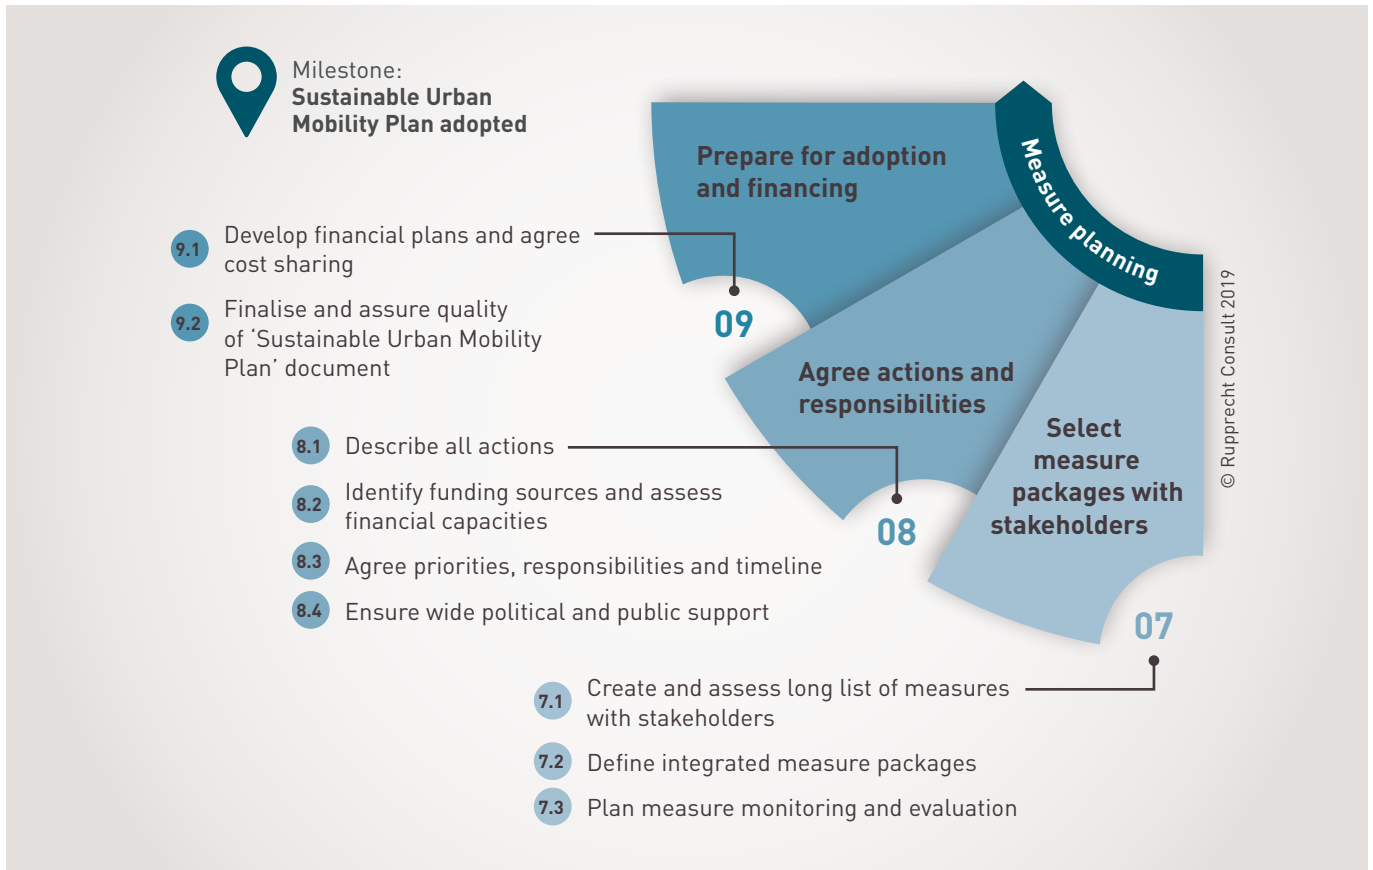 Milestone:
Sustainable Urban
Mobility Plan adopted
Prepare for adoption
and financing
Measure planning
9.1
Develop financial plans and agree
cost sharing
9.2
Finalise and assure quality
of ‘Sustainable Urban Mobility
Plan’ document
09
Agree actions and
responsibilities
8.1
Describe all actions
8.2
Identify funding sources and assess
financial capacities
8.3
Agree priorities, responsibilities and timeline
8.4
Ensure wide political and public support
08
Select
measure
packages with
stakeholders
07
7.1
Create and assess long list of measures
with stakeholders
7.2
Define integrated measure packages
7.3
Plan measure monitoring and evaluation
© Rupprecht Consult 2019